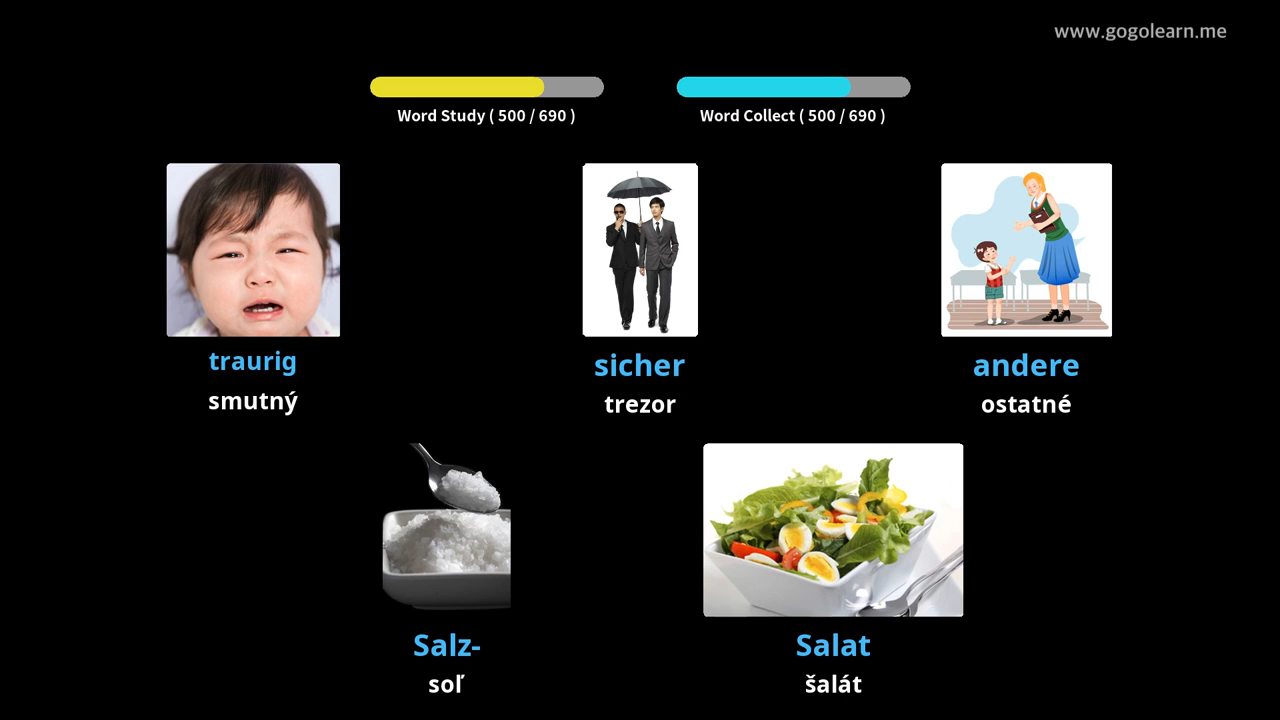 www.gogolearn.me
Word Study ( 500 / 690 )
Word Collect ( 500 / 690 )
traurig
smutný
sicher
trezor
andere
ostatné
Salz-
soľ
Salat
šalát